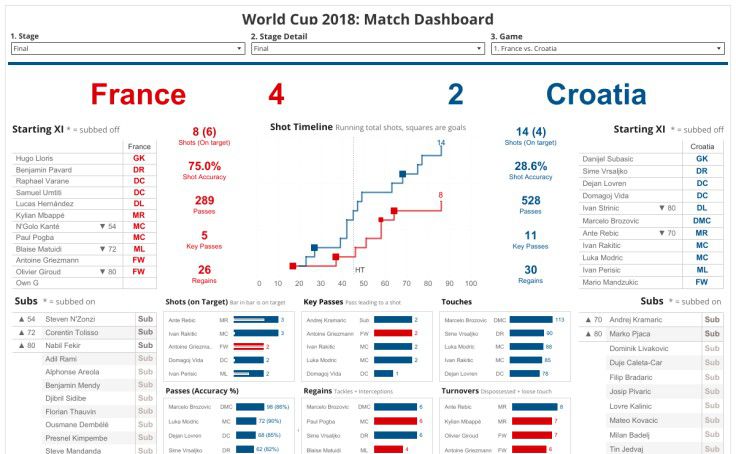 World Cup 2018: Match Dashboard
1. Stage
2. Stage Detail
3. Game
Final
Final
1. France vs. Croatia
France 4 2 Croatia
Starting XI * = subbed off
France
Hugo Lloris GK
Benjamin Pavard DR
Raphael Varane DC
Samuel Umtiti DC
Lucas Hernández DL
Kylian Mbappé MR
N'Golo Kanté ▼ 54 MC
Paul Pogba MC
Blaise Matuidi ▼ 72 ML
Antoine Griezmann FW
Olivier Giroud ▼ 80 FW
Own G
8 (6)
Shots (On target)
75.0%
Shot Accuracy
289
Passes
5
Key Passes
26
Regains
Shot Timeline Running total shots, squares are goals
14
8
HT
0 10 20 30 40 50 60 70 80 90 100
14 (4)
Shots (On target)
28.6%
Shot Accuracy
528
Passes
11
Key Passes
30
Regains
Starting XI * = subbed off
Croatia
Danijel Subasic GK
Sime Vrsaljko DR
Dejan Lovren DC
Domagoj Vida DC
Ivan Strinic ▼ 80 DL
Marcelo Brozovic DMC
Ante Rebic ▼ 70 MR
Ivan Rakitic MC
Luka Modric MC
Ivan Perisic ML
Mario Mandzukic FW
Subs * = subbed on
▲ 54 Steven N'Zonzi Sub
▲ 72 Corentin Tolisso Sub
▲ 80 Nabil Fekir Sub
Adil Rami Sub
Alphonse Areola Sub
Benjamin Mendy Sub
Djibril Sidibe Sub
Florian Thauvin Sub
Ousmane Dembélé Sub
Presnel Kimpembe Sub
Steve Mandanda Sub
Shots (on Target) Bar in bar is on target
Ante Rebic MR 3
Ivan Rakitic MC 3
Antoine Griezma.. FW 2
Domagoj Vida DC 2
Ivan Perisic ML 2
Key Passes Pass leading to a shot
Andrej Kramaric Sub 2
Antoine Griezmann FW 2
Ivan Rakitic MC 2
Luka Modric MC 2
Domagoj Vida DC 1
Touches
Marcelo Brozovic DMC 113
Sime Vrsaljko DR 90
Luka Modric MC 88
Ivan Rakitic MC 85
Dejan Lovren DC 78
Passes (Accuracy %)
Marcelo Brozovic DMC 98 (86%)
Luka Modric MC 72 (90%)
Dejan Lovren DC 68 (85%)
Sime Vrsaljko DR 62 (82%)
Regains Tackles + Interceptions
Marcelo Brozovic DMC 6
Paul Pogba MC 6
Sime Vrsaljko DR 6
Blaise Matuidi ML 4
Turnovers Dispossessed + loose touch
Ante Rebic MR 8
Kylian Mbappé MR 7
Olivier Giroud FW 7
Antoine Griezmann FW 6
Subs * = subbed on
▲ 70 Andrej Kramaric Sub
▲ 80 Marko Pjaca Sub
Dominik Livakovic Sub
Duje Caleta-Car Sub
Filip Bradaric Sub
Josip Pivaric Sub
Lovre Kalinic Sub
Mateo Kovacic Sub
Milan Badelj Sub
Tin Jedvaj Sub